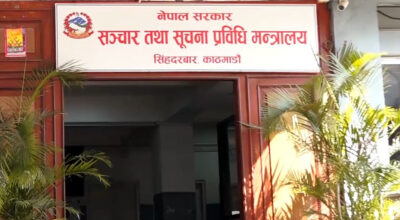 नेपाल सरकार
सञ्चार तथा सूचना प्रविधि मन्त्रालय
सिंहदरबार, काठमाडौं